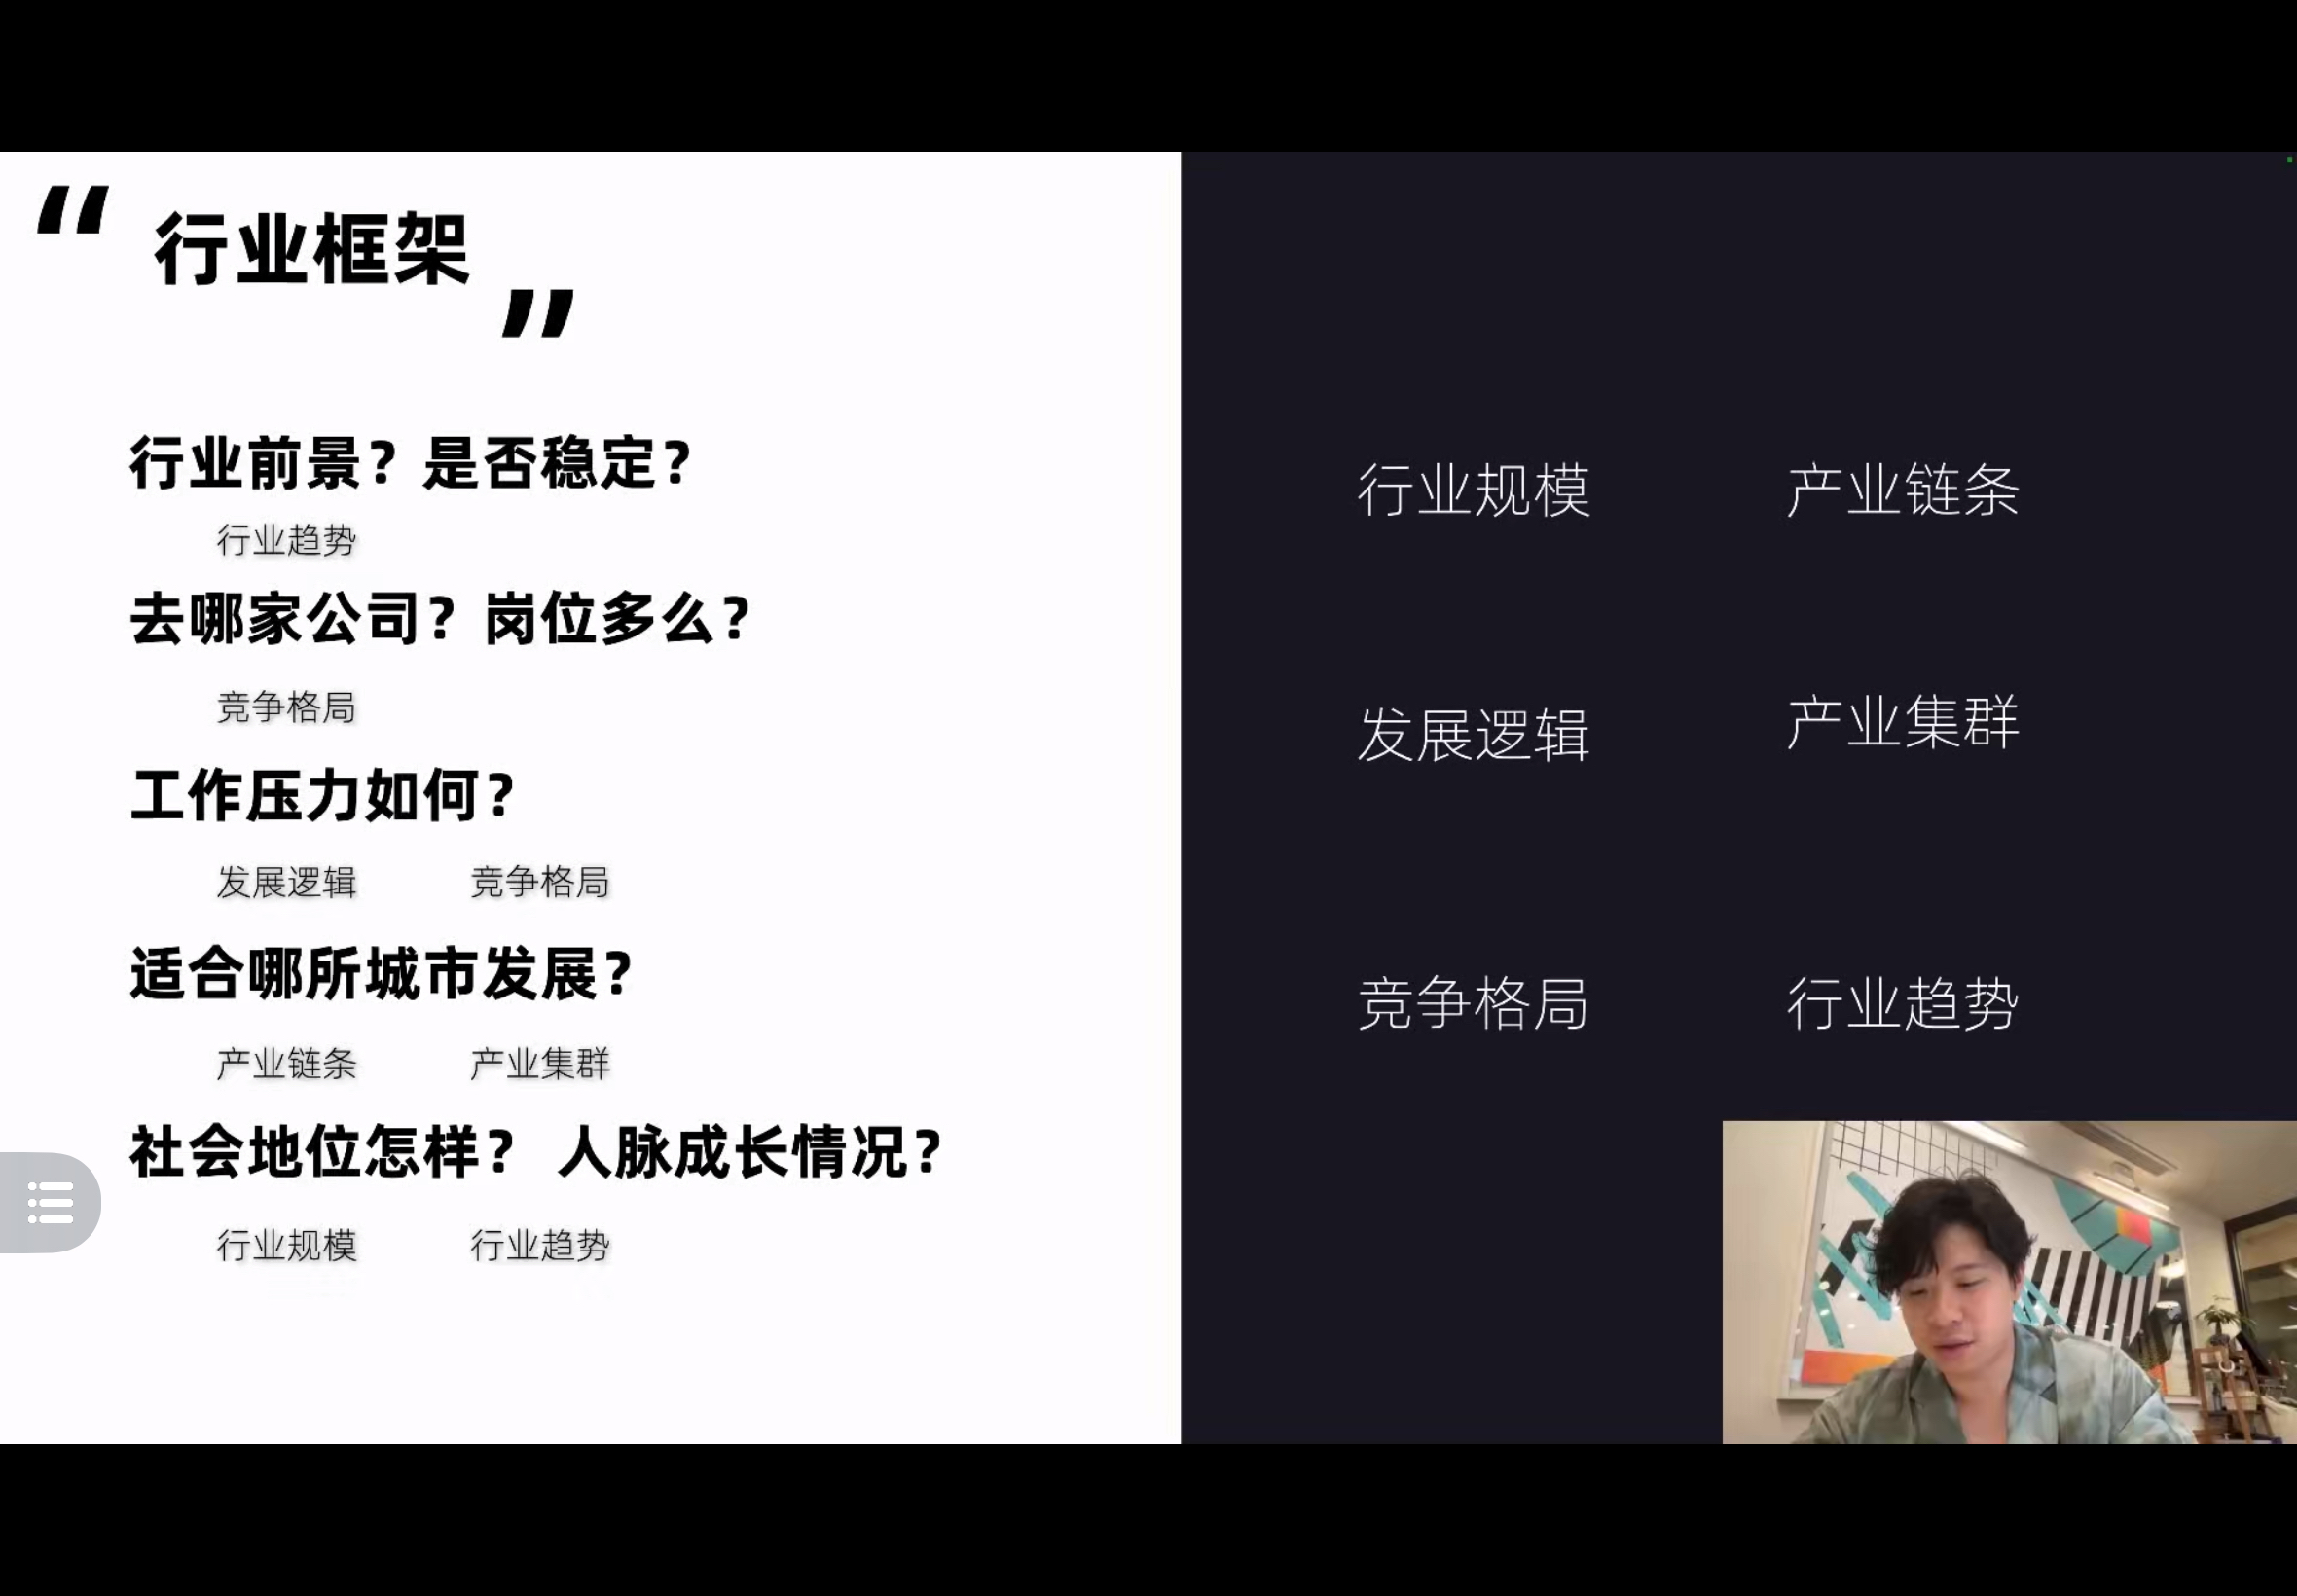 “ 行业框架 ”
行业前景？是否稳定？
行业趋势
去哪家公司？岗位多么？
竞争格局
工作压力如何？
发展逻辑 竞争格局
适合哪所城市发展？
产业链条 产业集群
社会地位怎样？ 人脉成长情况？
行业规模 行业趋势
行业规模 产业链条
发展逻辑 产业集群
竞争格局 行业趋势